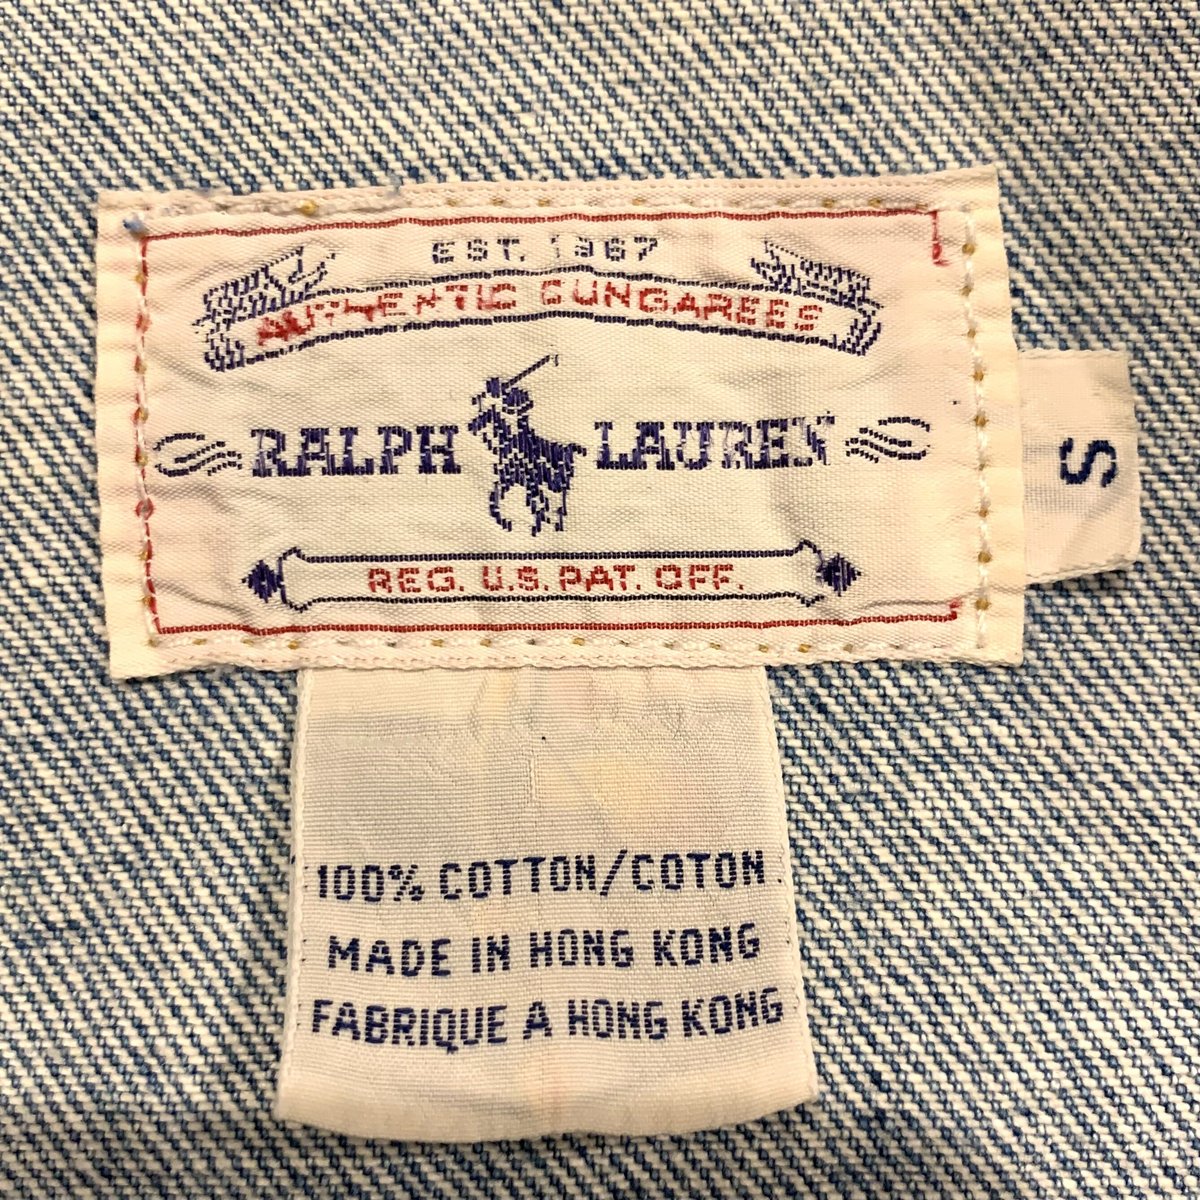 EST. 1967
AUTHENTIC DUNGAREES
RALPH LAUREN
S
REG. U.S. PAT. OFF.
100% COTTON/COTON
MADE IN HONG KONG
FABRIQUE A HONG KONG